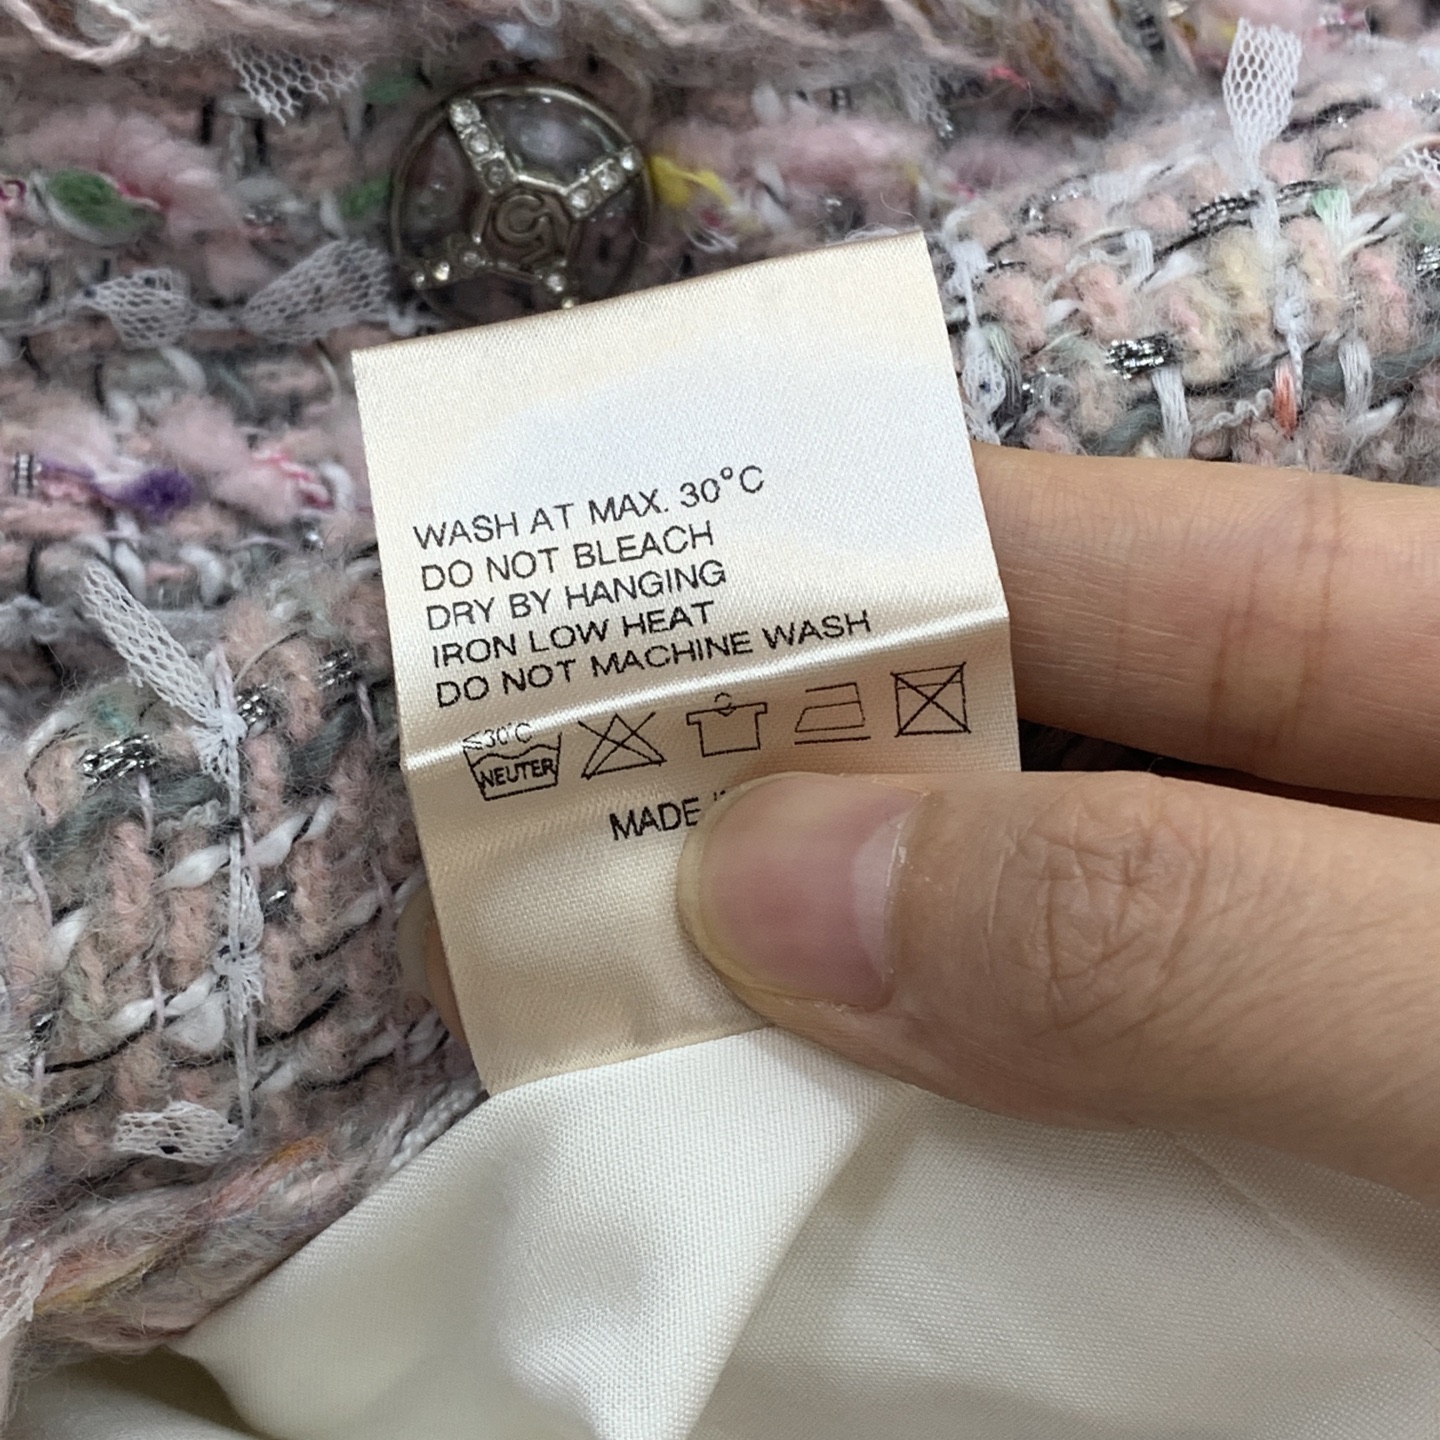 WASH AT MAX. 30°C
DO NOT BLEACH
DRY BY HANGING
IRON LOW HEAT
DO NOT MACHINE WASH
≤30°C
NEUTER
MADE